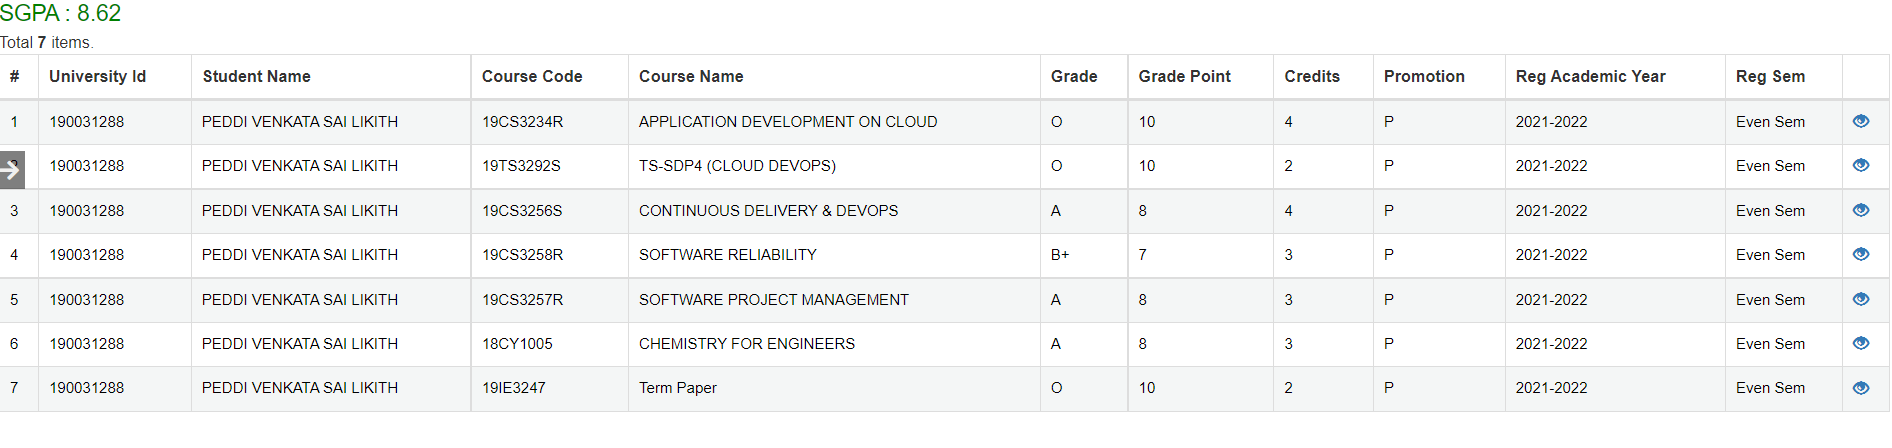 SGPA : 8.62
Total 7 items.
# University Id Student Name Course Code Course Name Grade Grade Point Credits Promotion Reg Academic Year Reg Sem
1 190031288 PEDDI VENKATA SAI LIKITH 19CS3234R APPLICATION DEVELOPMENT ON CLOUD O 10 4 P 2021-2022 Even Sem
190031288 PEDDI VENKATA SAI LIKITH 19TS3292S TS-SDP4 (CLOUD DEVOPS) O 10 2 P 2021-2022 Even Sem
3 190031288 PEDDI VENKATA SAI LIKITH 19CS3256S CONTINUOUS DELIVERY & DEVOPS A 8 4 P 2021-2022 Even Sem
4 190031288 PEDDI VENKATA SAI LIKITH 19CS3258R SOFTWARE RELIABILITY B+ 7 3 P 2021-2022 Even Sem
5 190031288 PEDDI VENKATA SAI LIKITH 19CS3257R SOFTWARE PROJECT MANAGEMENT A 8 3 P 2021-2022 Even Sem
6 190031288 PEDDI VENKATA SAI LIKITH 18CY1005 CHEMISTRY FOR ENGINEERS A 8 3 P 2021-2022 Even Sem
7 190031288 PEDDI VENKATA SAI LIKITH 19IE3247 Term Paper O 10 2 P 2021-2022 Even Sem